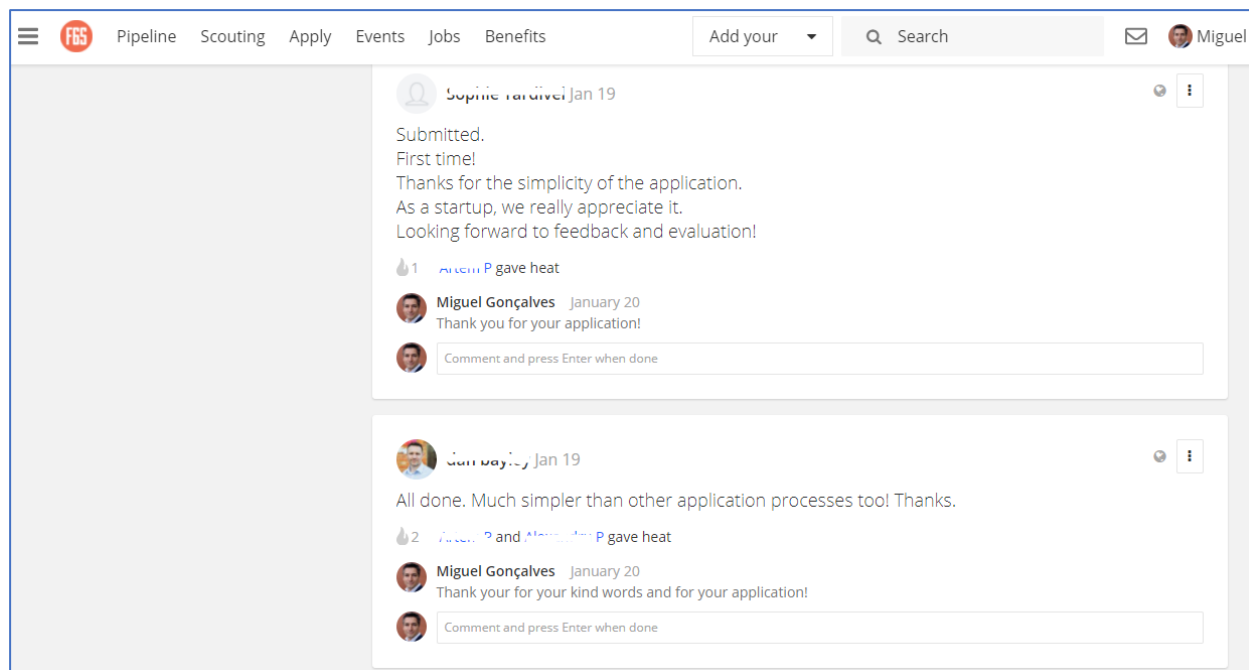 F6S Pipeline Scouting Apply Events Jobs Benefits Add your Search Miguel
Jan 19
Submitted.
First time!
Thanks for the simplicity of the application.
As a startup, we really appreciate it.
Looking forward to feedback and evaluation!
1 P gave heat
Miguel Gonçalves January 20
Thank you for your application!
Comment and press Enter when done
Jan 19
All done. Much simpler than other application processes too! Thanks.
2 P and P gave heat
Miguel Gonçalves January 20
Thank your for your kind words and for your application!
Comment and press Enter when done